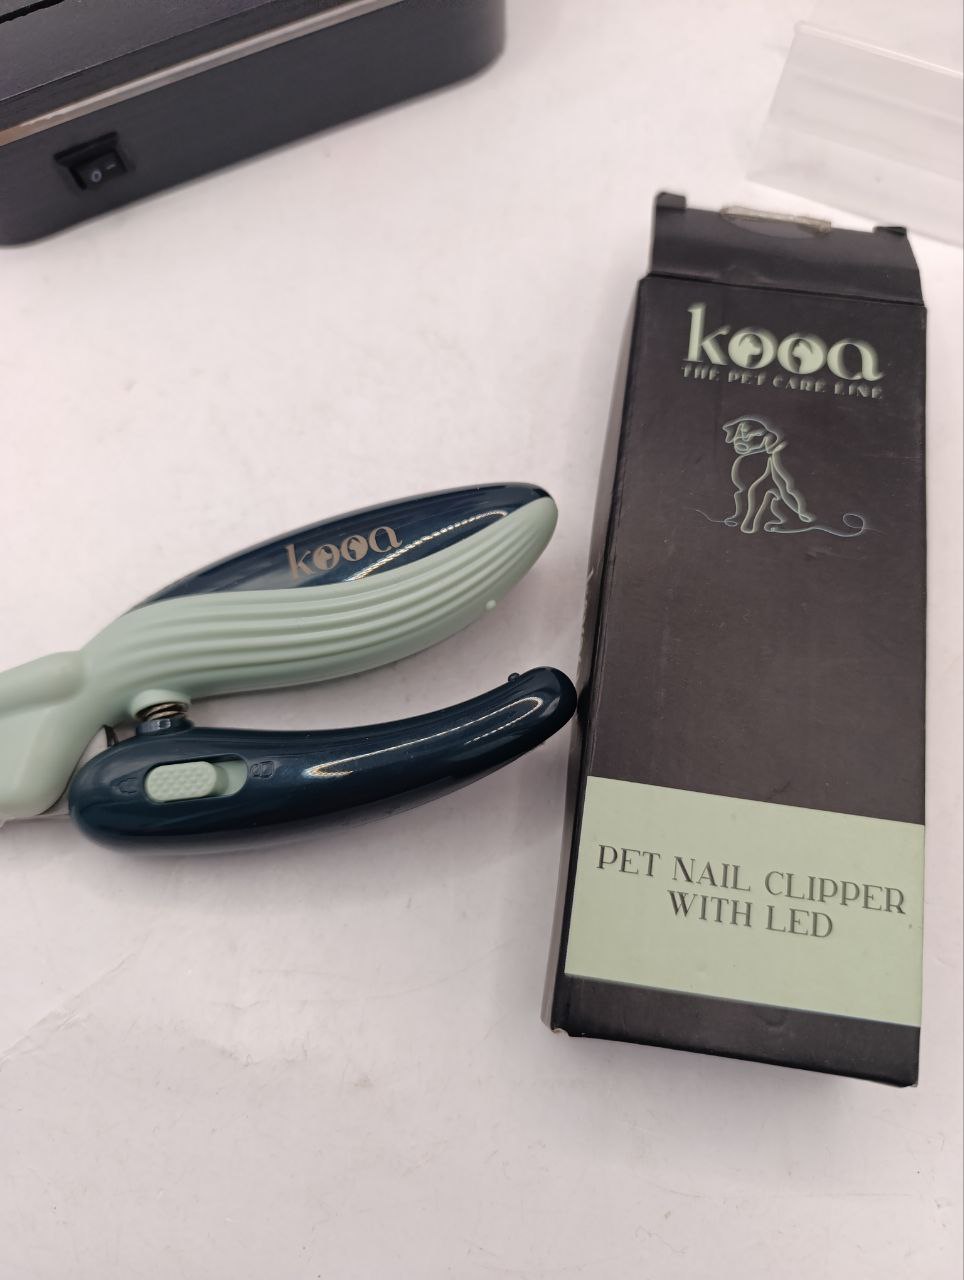 kooa
THE PET CARE LINE
kooa
PET NAIL CLIPPER
WITH LED